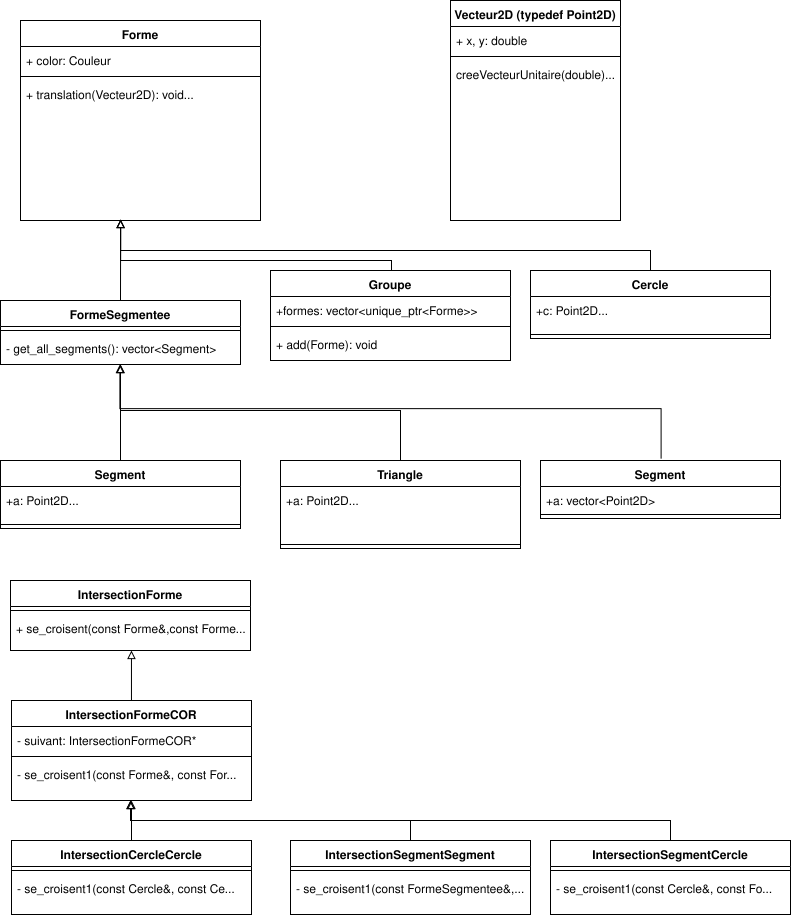 Forme
+ color: Couleur
+ translation(Vecteur2D): void...
Vecteur2D (typedef Point2D)
+ x, y: double
creeVecteurUnitaire(double)...
FormeSegmentee
- get_all_segments(): vector<Segment>
Groupe
+formes: vector<unique_ptr<Forme>>
+ add(Forme): void
Cercle
+c: Point2D...
Segment
+a: Point2D...
Triangle
+a: Point2D...
Segment
+a: vector<Point2D>
IntersectionForme
+ se_croisent(const Forme&,const Forme...
IntersectionFormeCOR
- suivant: IntersectionFormeCOR*
- se_croisent1(const Forme&, const For...
IntersectionCercleCercle
- se_croisent1(const Cercle&, const Ce...
IntersectionSegmentSegment
- se_croisent1(const FormeSegmentee&,...
IntersectionSegmentCercle
- se_croisent1(const Cercle&, const Fo...